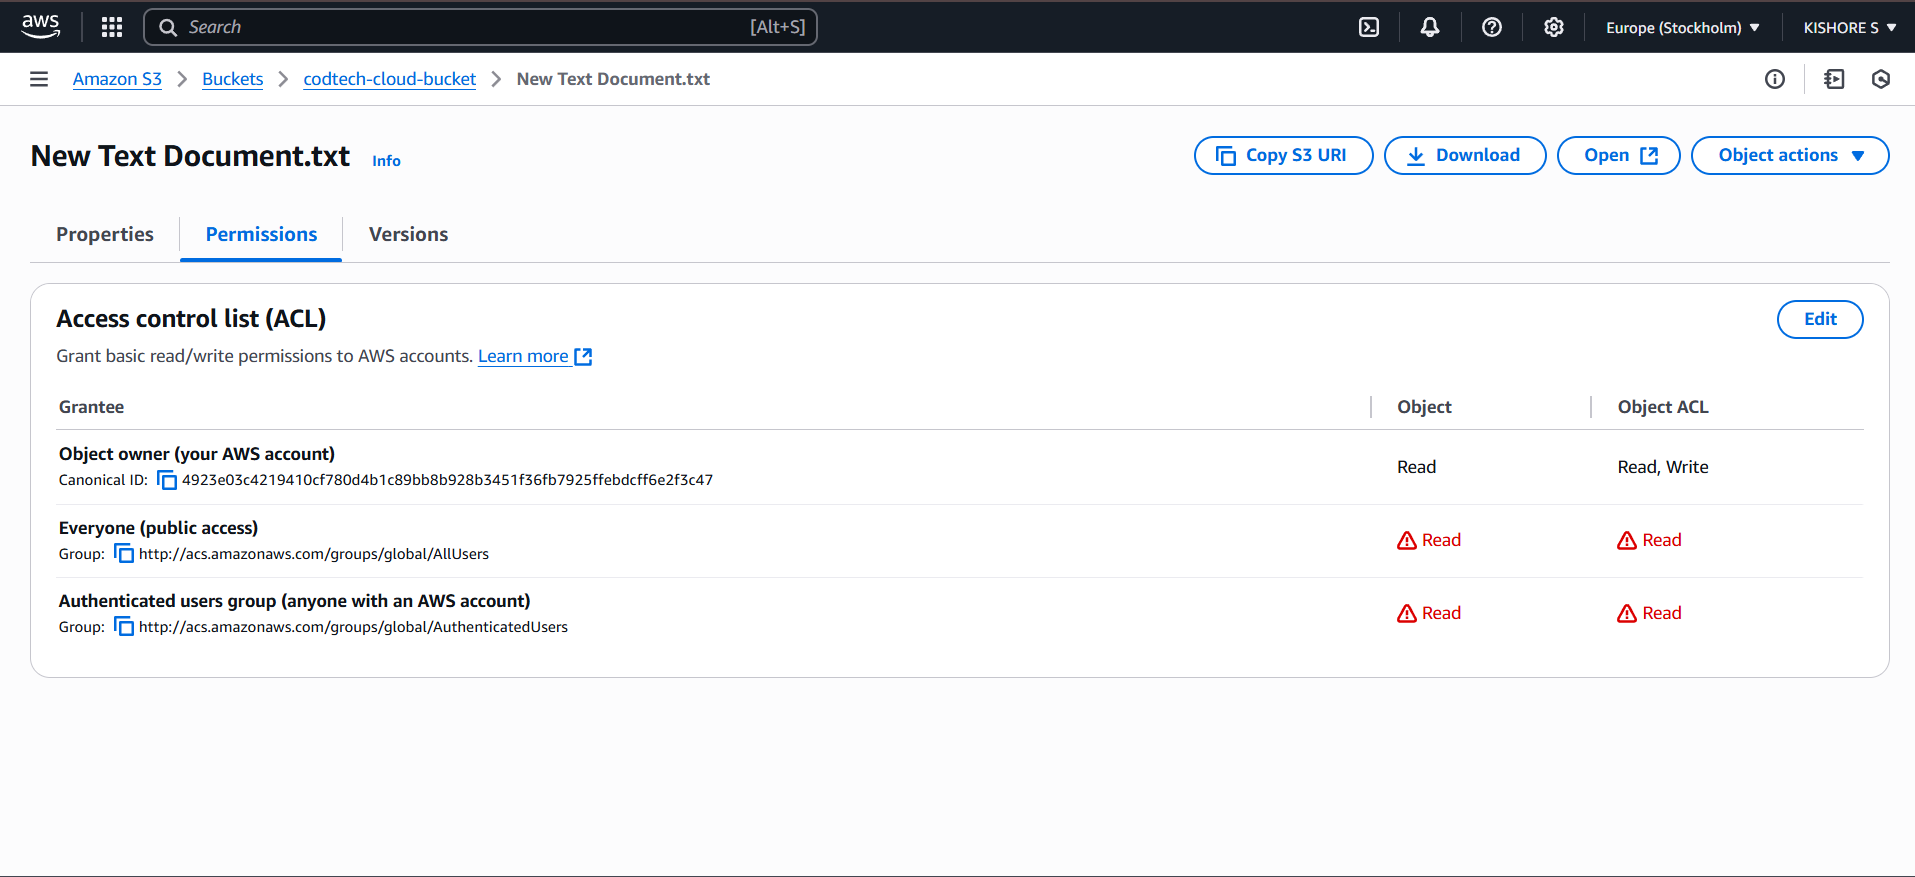 aws Search [Alt+S] Europe (Stockholm) KISHORE S
Amazon S3 Buckets codtech-cloud-bucket New Text Document.txt
New Text Document.txt Info Copy S3 URI Download Open Object actions
Properties Permissions Versions
Access control list (ACL) Edit
Grant basic read/write permissions to AWS accounts. Learn more
Grantee Object Object ACL
Object owner (your AWS account)
Canonical ID: 4923e03c4219410cf780d4b1c89bb8b928b3451f36fb7925ffebdcff6e2f3c47 Read Read, Write
Everyone (public access)
Group: http://acs.amazonaws.com/groups/global/AllUsers Read Read
Authenticated users group (anyone with an AWS account)
Group: http://acs.amazonaws.com/groups/global/AuthenticatedUsers Read Read